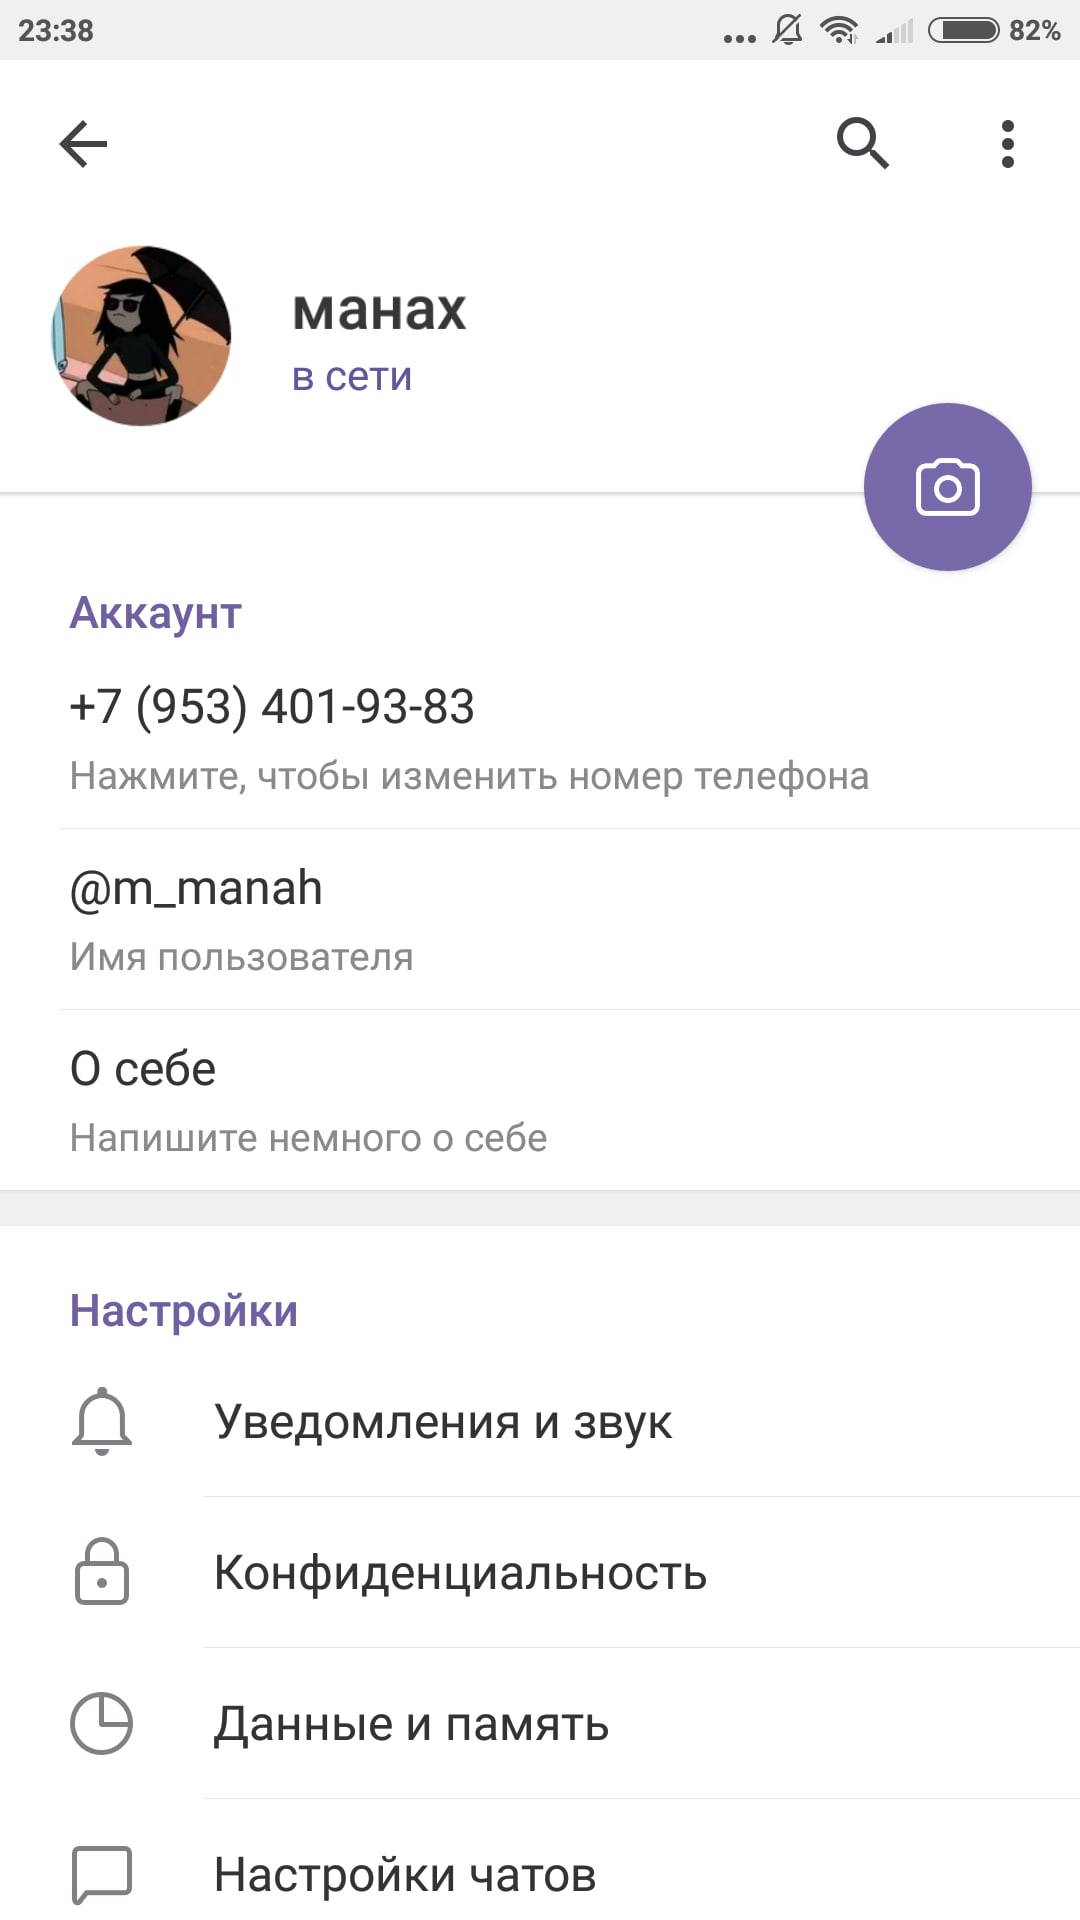 23:38
82%
манах
в сети
Аккаунт
+7 (953) 401-93-83
Нажмите, чтобы изменить номер телефона
@m_manah
Имя пользователя
О себе
Напишите немного о себе
Настройки
Уведомления и звук
Конфиденциальность
Данные и память
Настройки чатов